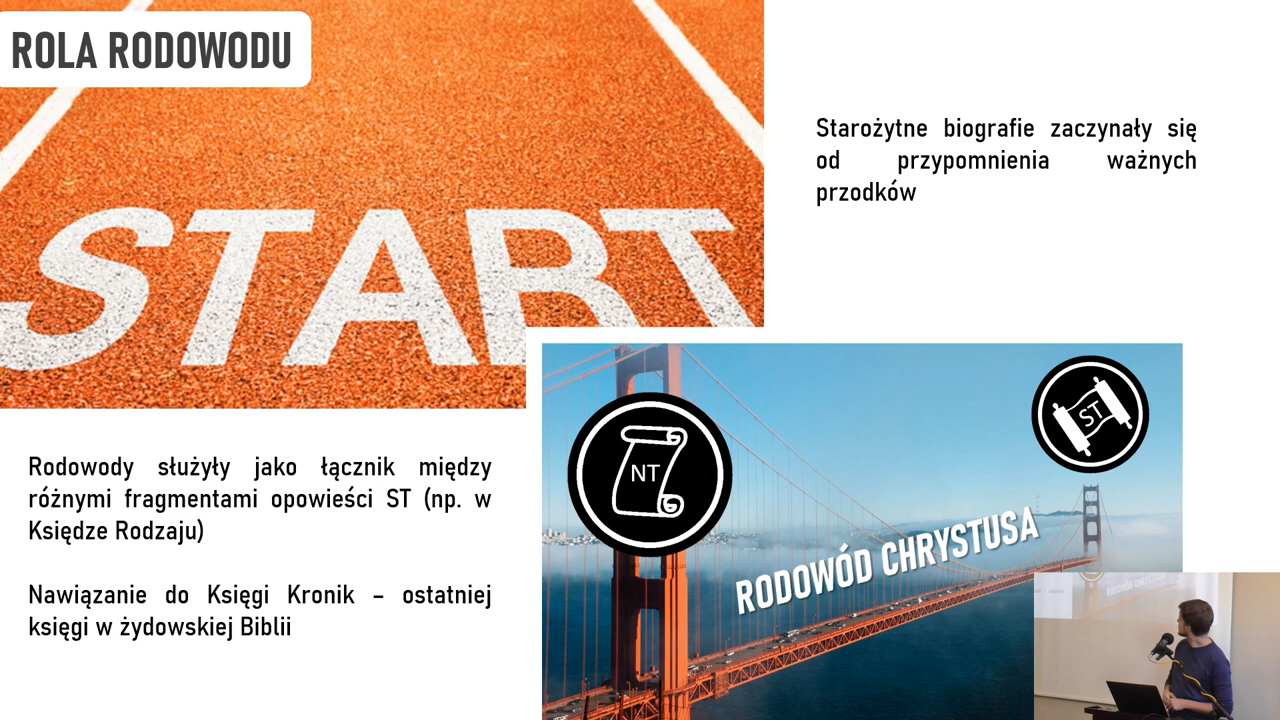 ROLA RODOWODU
START
Starożytne biografie zaczynały się
od przypomnienia ważnych
przodków
Rodowody służyły jako łącznik między
różnymi fragmentami opowieści ST (np. w
Księdze Rodzaju)
Nawiązanie do Księgi Kronik – ostatniej
księgi w żydowskiej Biblii
NT
ST
RODOWÓD CHRYSTUSA